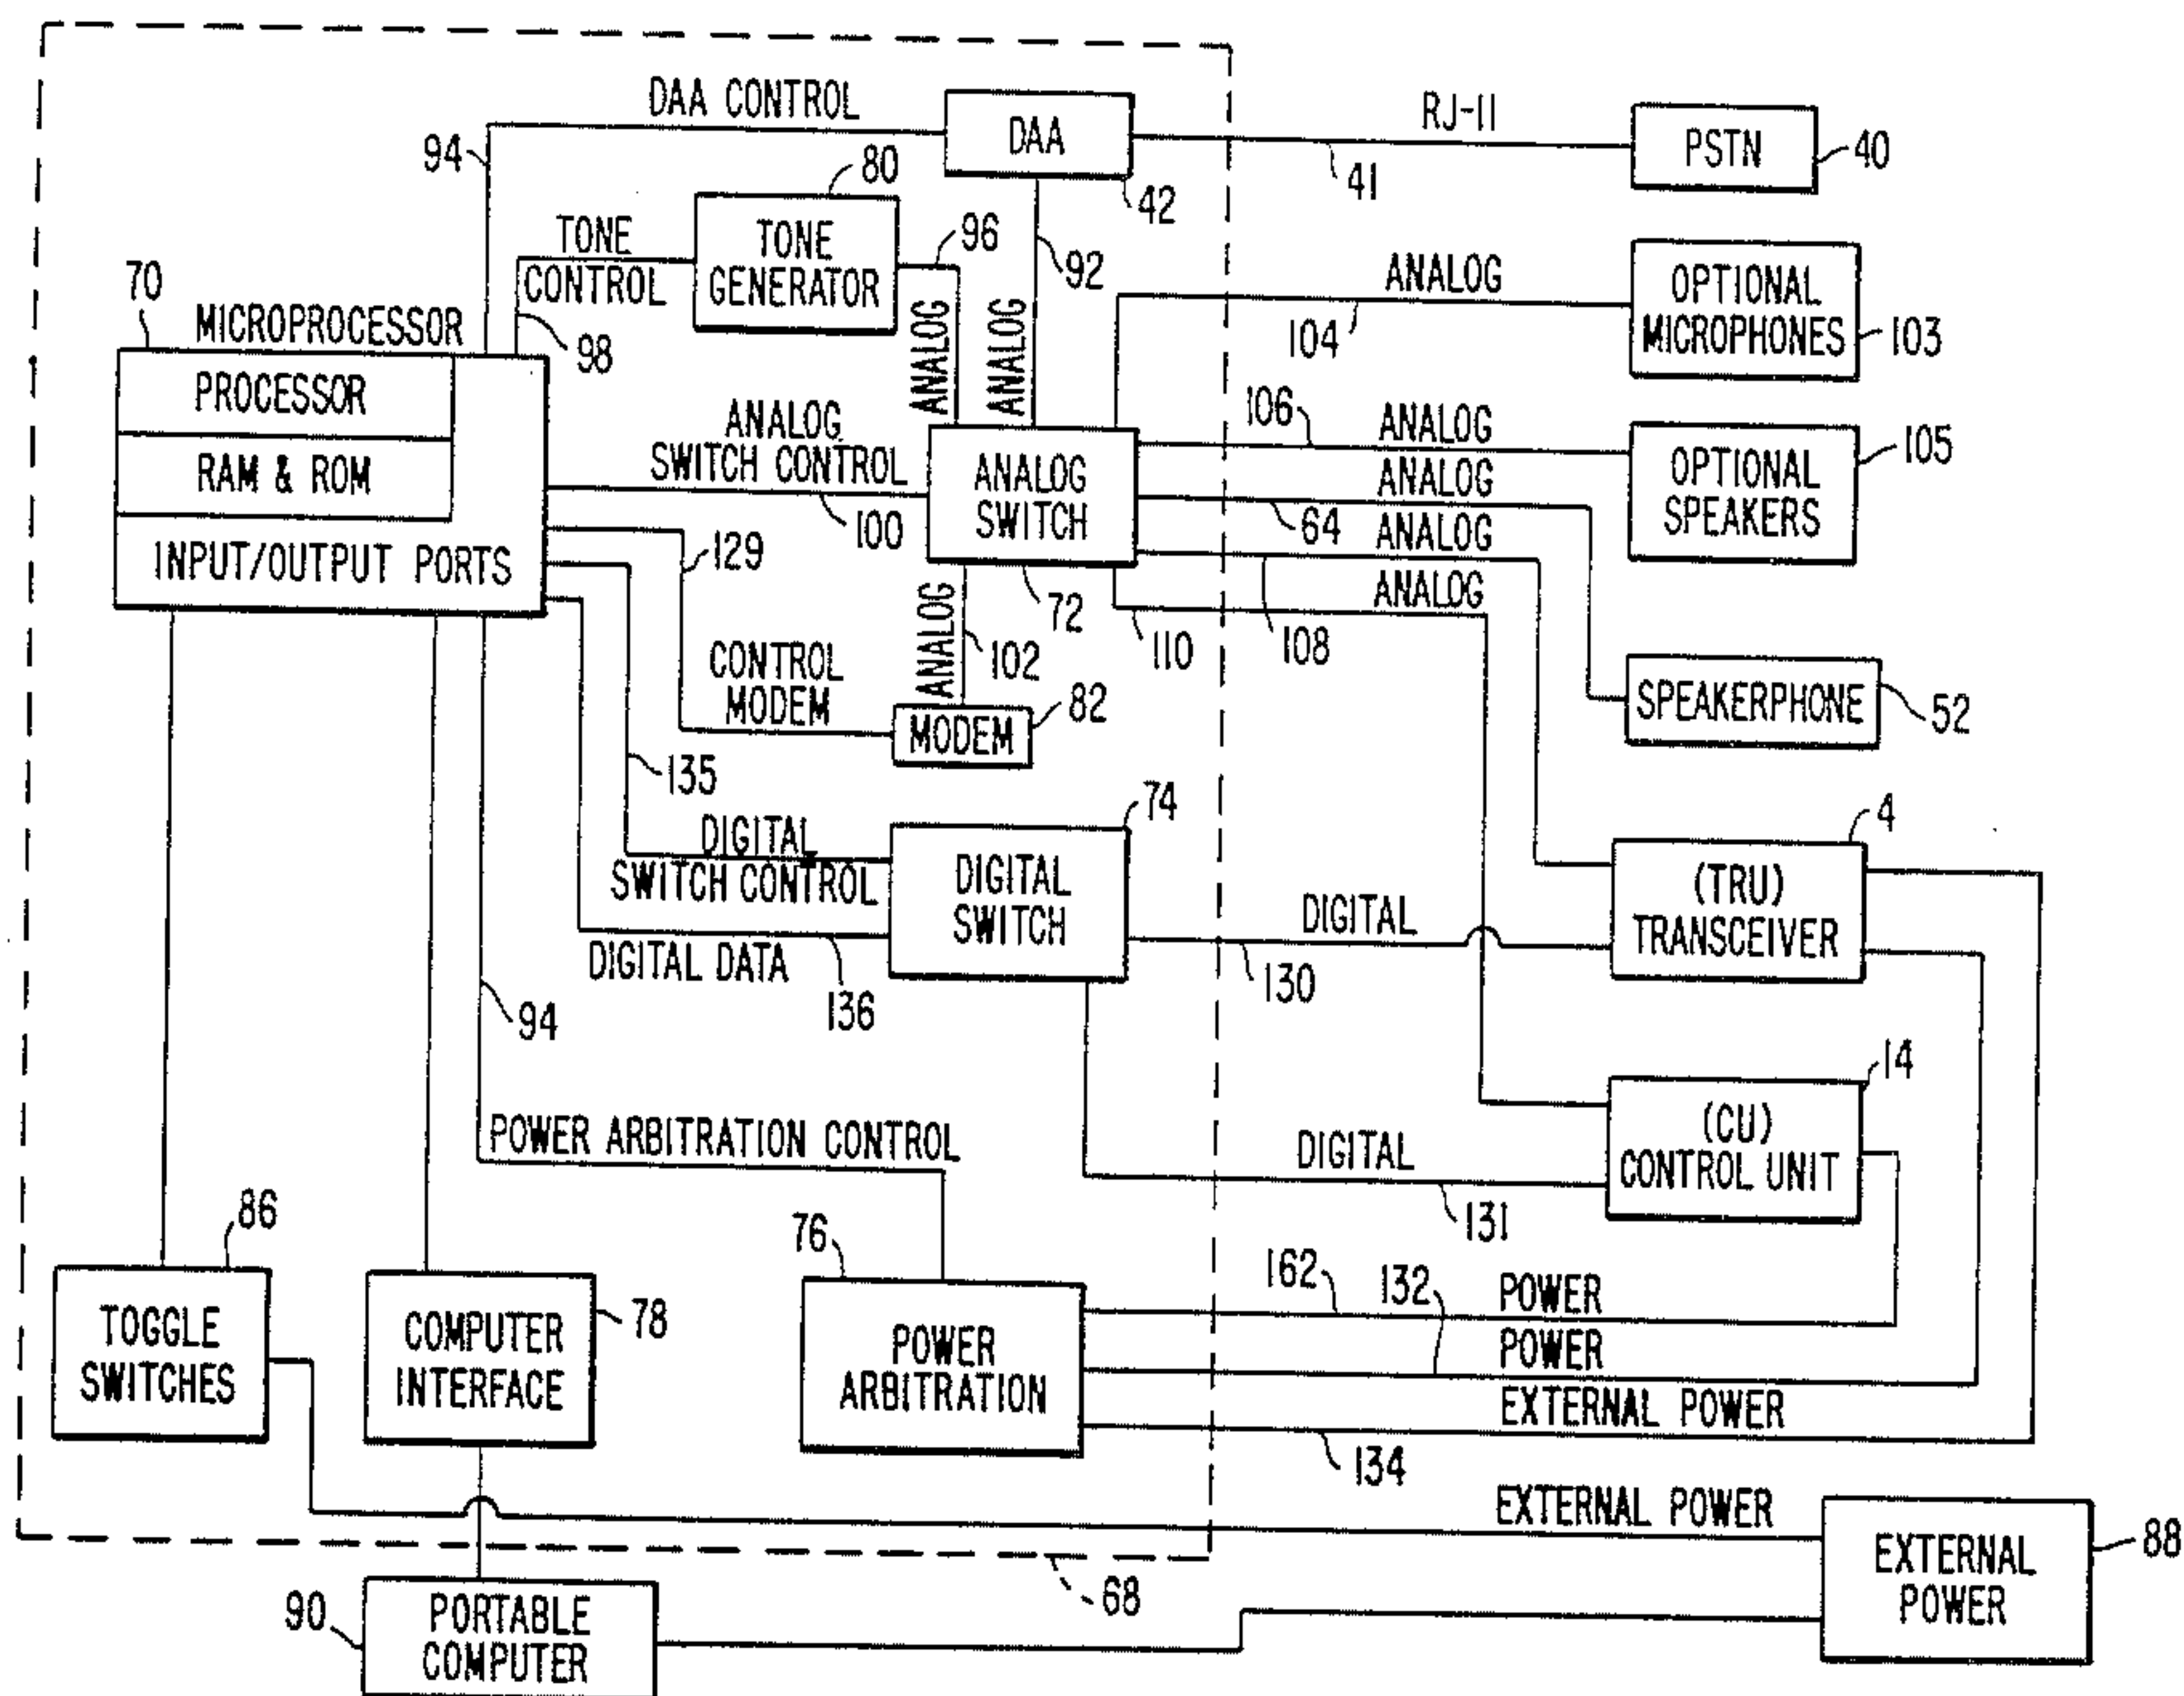 DAA CONTROL
DAA
RJ-11
PSTN
40
94
80
42
41
TONE
CONTROL
TONE
GENERATOR
96
92
ANALOG
OPTIONAL
MICROPHONES
103
104
70
MICROPROCESSOR
98
ANALOG
ANALOG
PROCESSOR
RAM & ROM
INPUT/OUTPUT PORTS
ANALOG
SWITCH CONTROL
100
ANALOG
SWITCH
72
106
ANALOG
OPTIONAL
SPEAKERS
105
ANALOG
64
ANALOG
108
ANALOG
110
129
CONTROL
MODEM
ANALOG
102
MODEM
82
SPEAKERPHONE
52
135
DIGITAL
SWITCH CONTROL
74
DIGITAL
SWITCH
DIGITAL DATA
136
DIGITAL
130
4
(TRU)
TRANSCEIVER
94
14
(CU)
CONTROL UNIT
POWER ARBITRATION CONTROL
DIGITAL
131
86
TOGGLE
SWITCHES
COMPUTER
INTERFACE
78
76
POWER
ARBITRATION
162
POWER
132
POWER
EXTERNAL POWER
134
EXTERNAL POWER
EXTERNAL
POWER
88
68
90
PORTABLE
COMPUTER